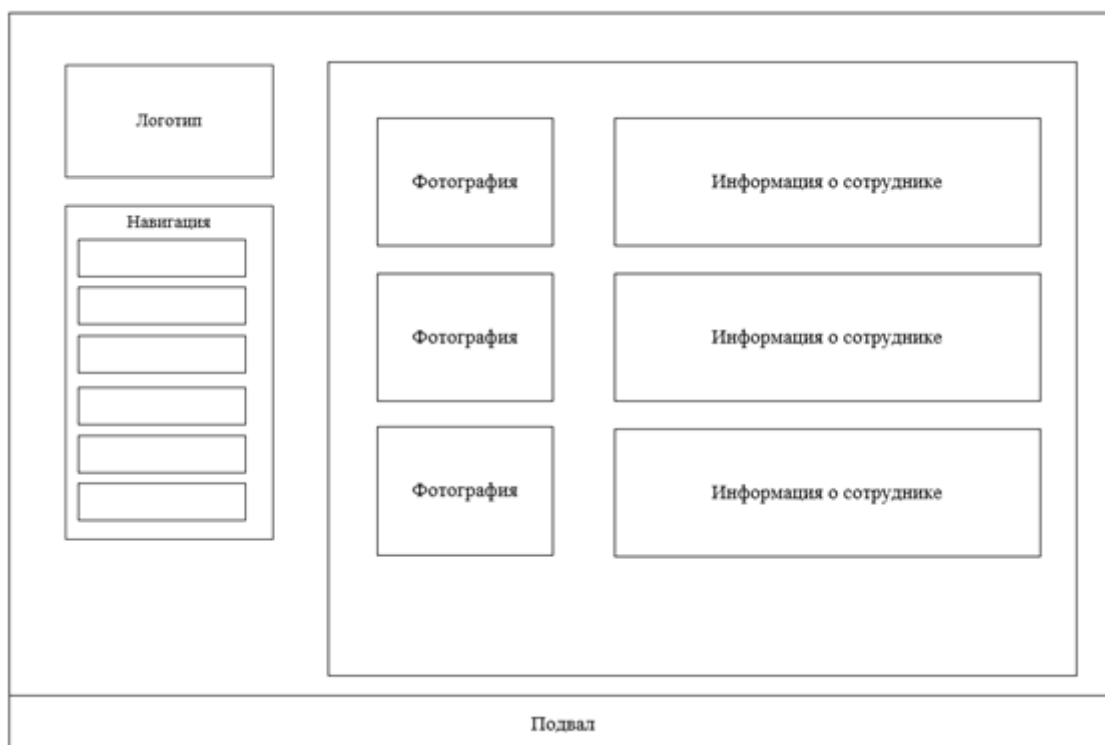 Логотип
Навигация
Фотография
Информация о сотруднике
Фотография
Информация о сотруднике
Фотография
Информация о сотруднике
Подвал